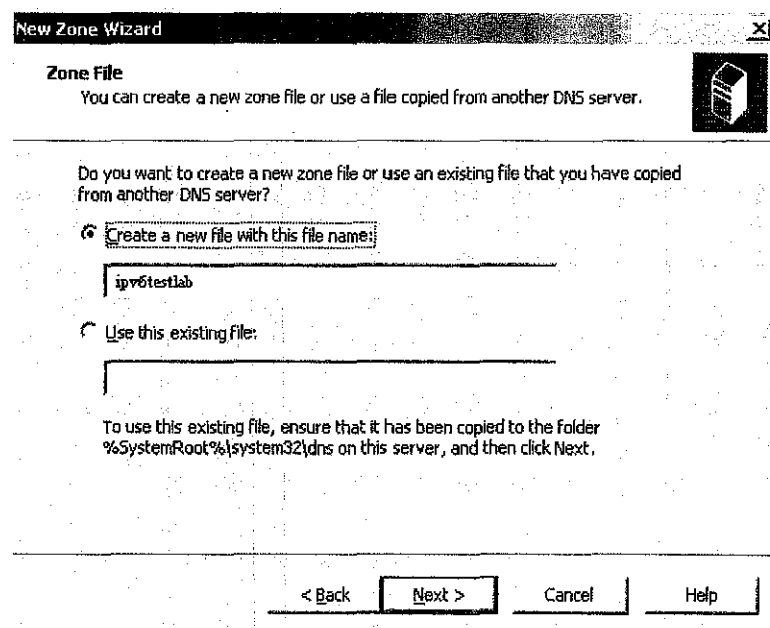 New Zone Wizard
Zone File
You can create a new zone file or use a file copied from another DNS server.
Do you want to create a new zone file or use an existing file that you have copied
from another DNS server?
Create a new file with this file name:
ipv6testlab
Use this existing file:
To use this existing file, ensure that it has been copied to the folder
%SystemRoot%\system32\dns on this server, and then click Next.
< Back Next > Cancel Help